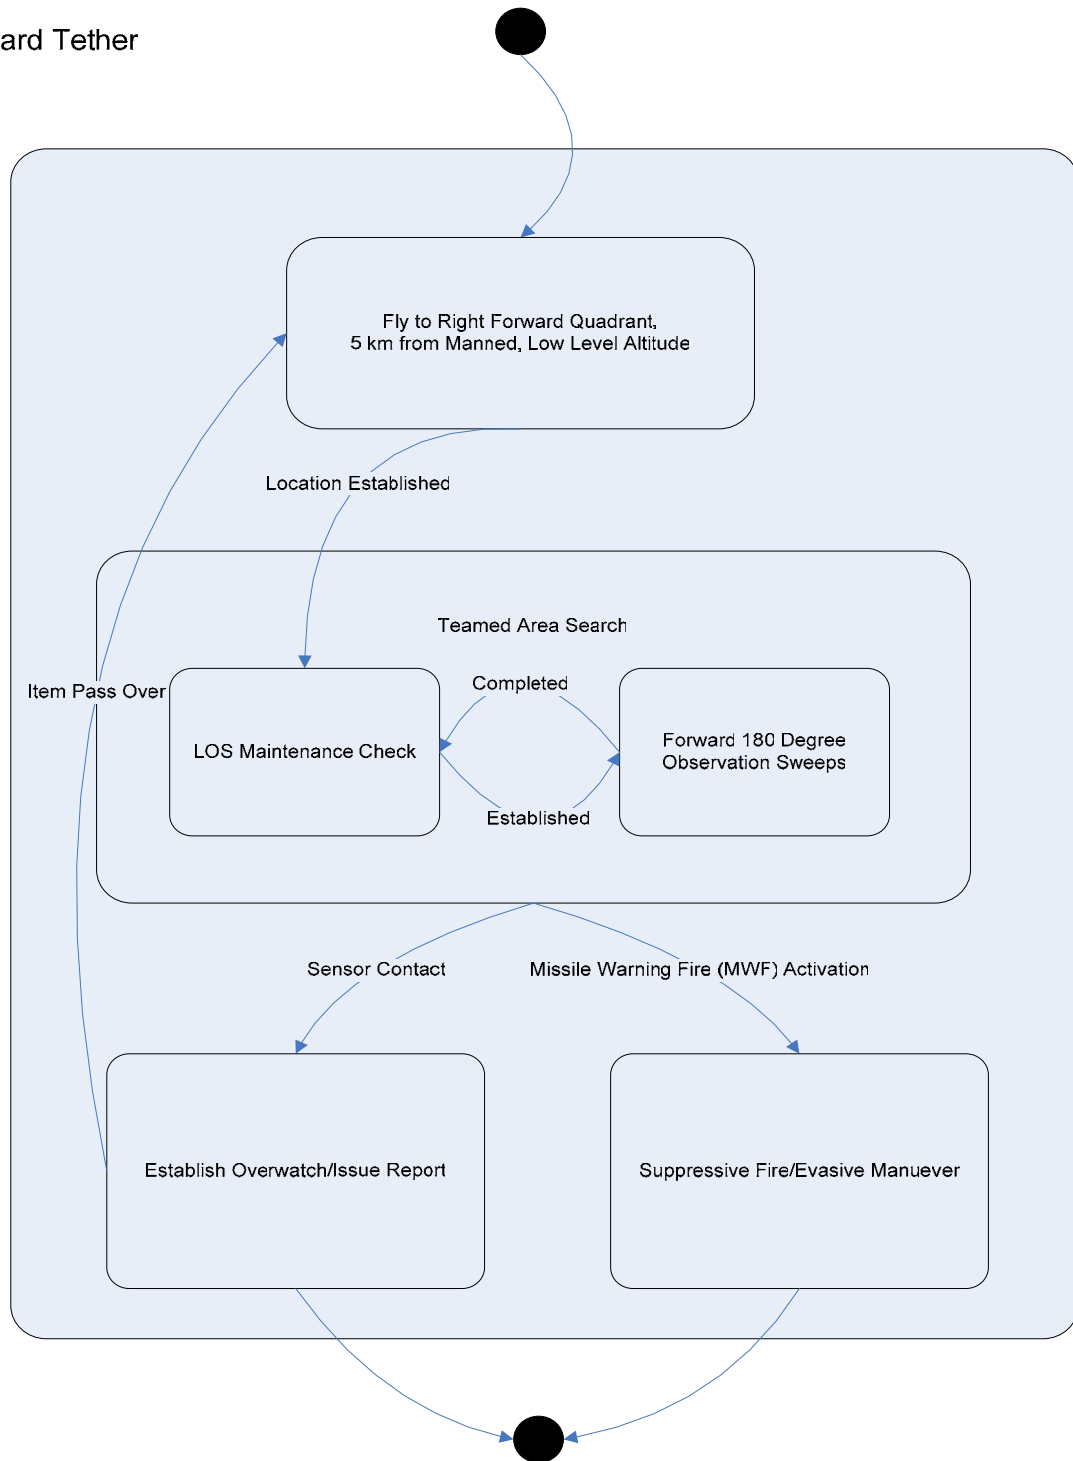 ard Tether
Fly to Right Forward Quadrant,
5 km from Manned, Low Level Altitude
Location Established
Teamed Area Search
Item Pass Over
Completed
LOS Maintenance Check
Forward 180 Degree
Observation Sweeps
Established
Sensor Contact
Missile Warning Fire (MWF) Activation
Establish Overwatch/Issue Report
Suppressive Fire/Evasive Manuever